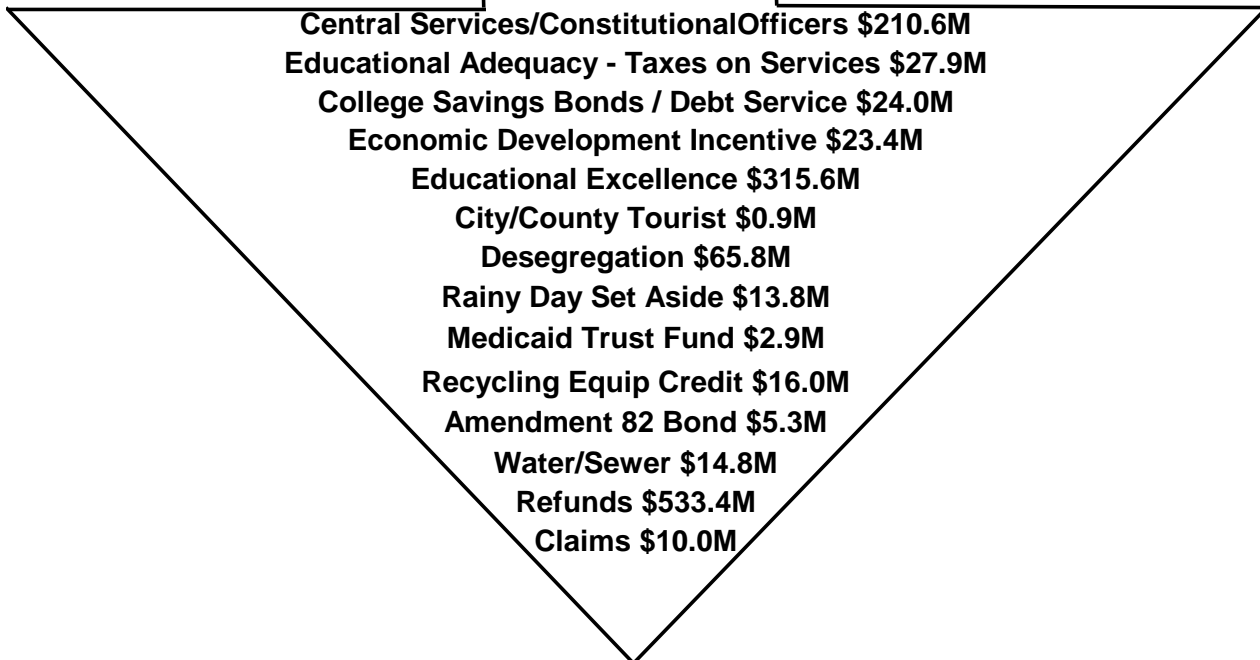 Central Services/ConstitutionalOfficers $210.6M
Educational Adequacy - Taxes on Services $27.9M
College Savings Bonds / Debt Service $24.0M
Economic Development Incentive $23.4M
Educational Excellence $315.6M
City/County Tourist $0.9M
Desegregation $65.8M
Rainy Day Set Aside $13.8M
Medicaid Trust Fund $2.9M
Recycling Equip Credit $16.0M
Amendment 82 Bond $5.3M
Water/Sewer $14.8M
Refunds $533.4M
Claims $10.0M